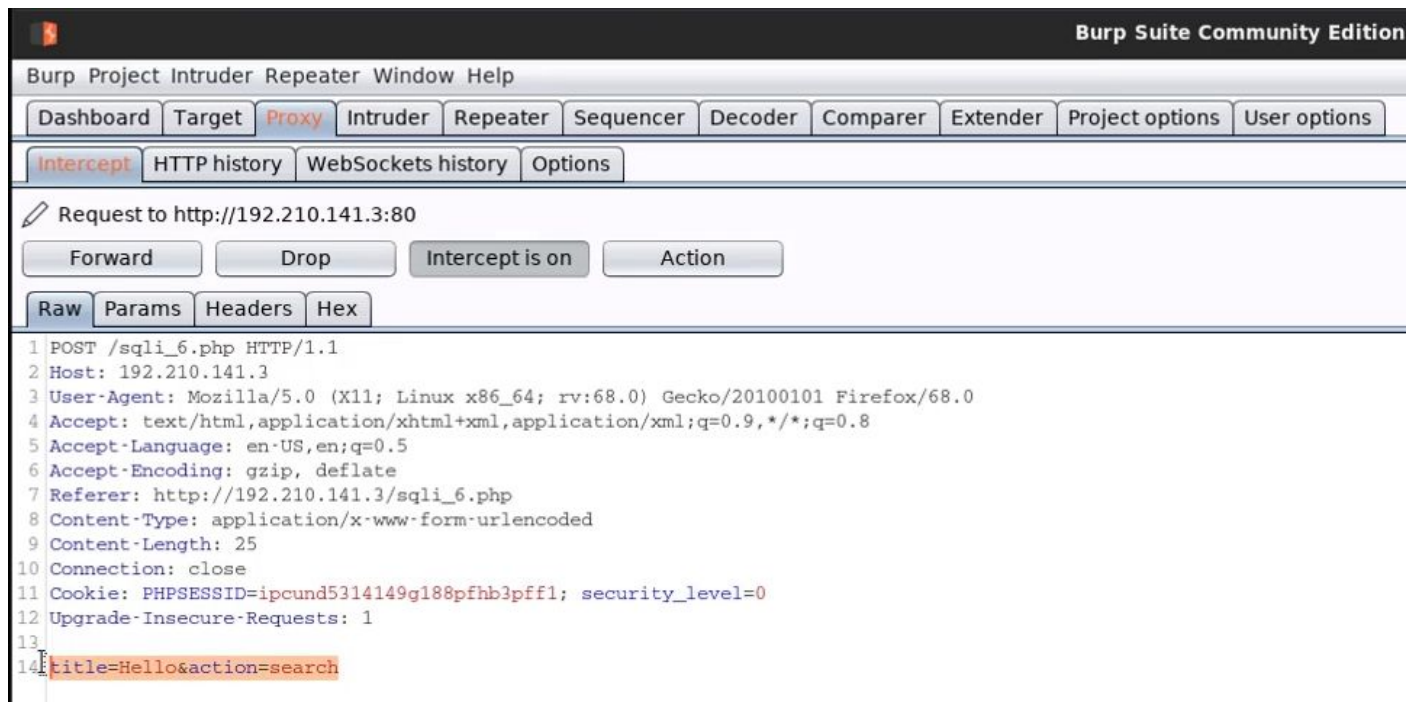 Burp Suite Community Edition
Burp Project Intruder Repeater Window Help
Dashboard Target Proxy Intruder Repeater Sequencer Decoder Comparer Extender Project options User options
Intercept HTTP history WebSockets history Options
Request to http://192.210.141.3:80
Forward Drop Intercept is on Action
Raw Params Headers Hex
1 POST /sqli_6.php HTTP/1.1
2 Host: 192.210.141.3
3 User-Agent: Mozilla/5.0 (X11; Linux x86_64; rv:68.0) Gecko/20100101 Firefox/68.0
4 Accept: text/html,application/xhtml+xml,application/xml;q=0.9,*/*;q=0.8
5 Accept-Language: en-US,en;q=0.5
6 Accept-Encoding: gzip, deflate
7 Referer: http://192.210.141.3/sqli_6.php
8 Content-Type: application/x-www-form-urlencoded
9 Content-Length: 25
10 Connection: close
11 Cookie: PHPSESSID=ipcund5314149g188pfhb3pff1; security_level=0
12 Upgrade-Insecure-Requests: 1
13
14 title=Hello&action=search